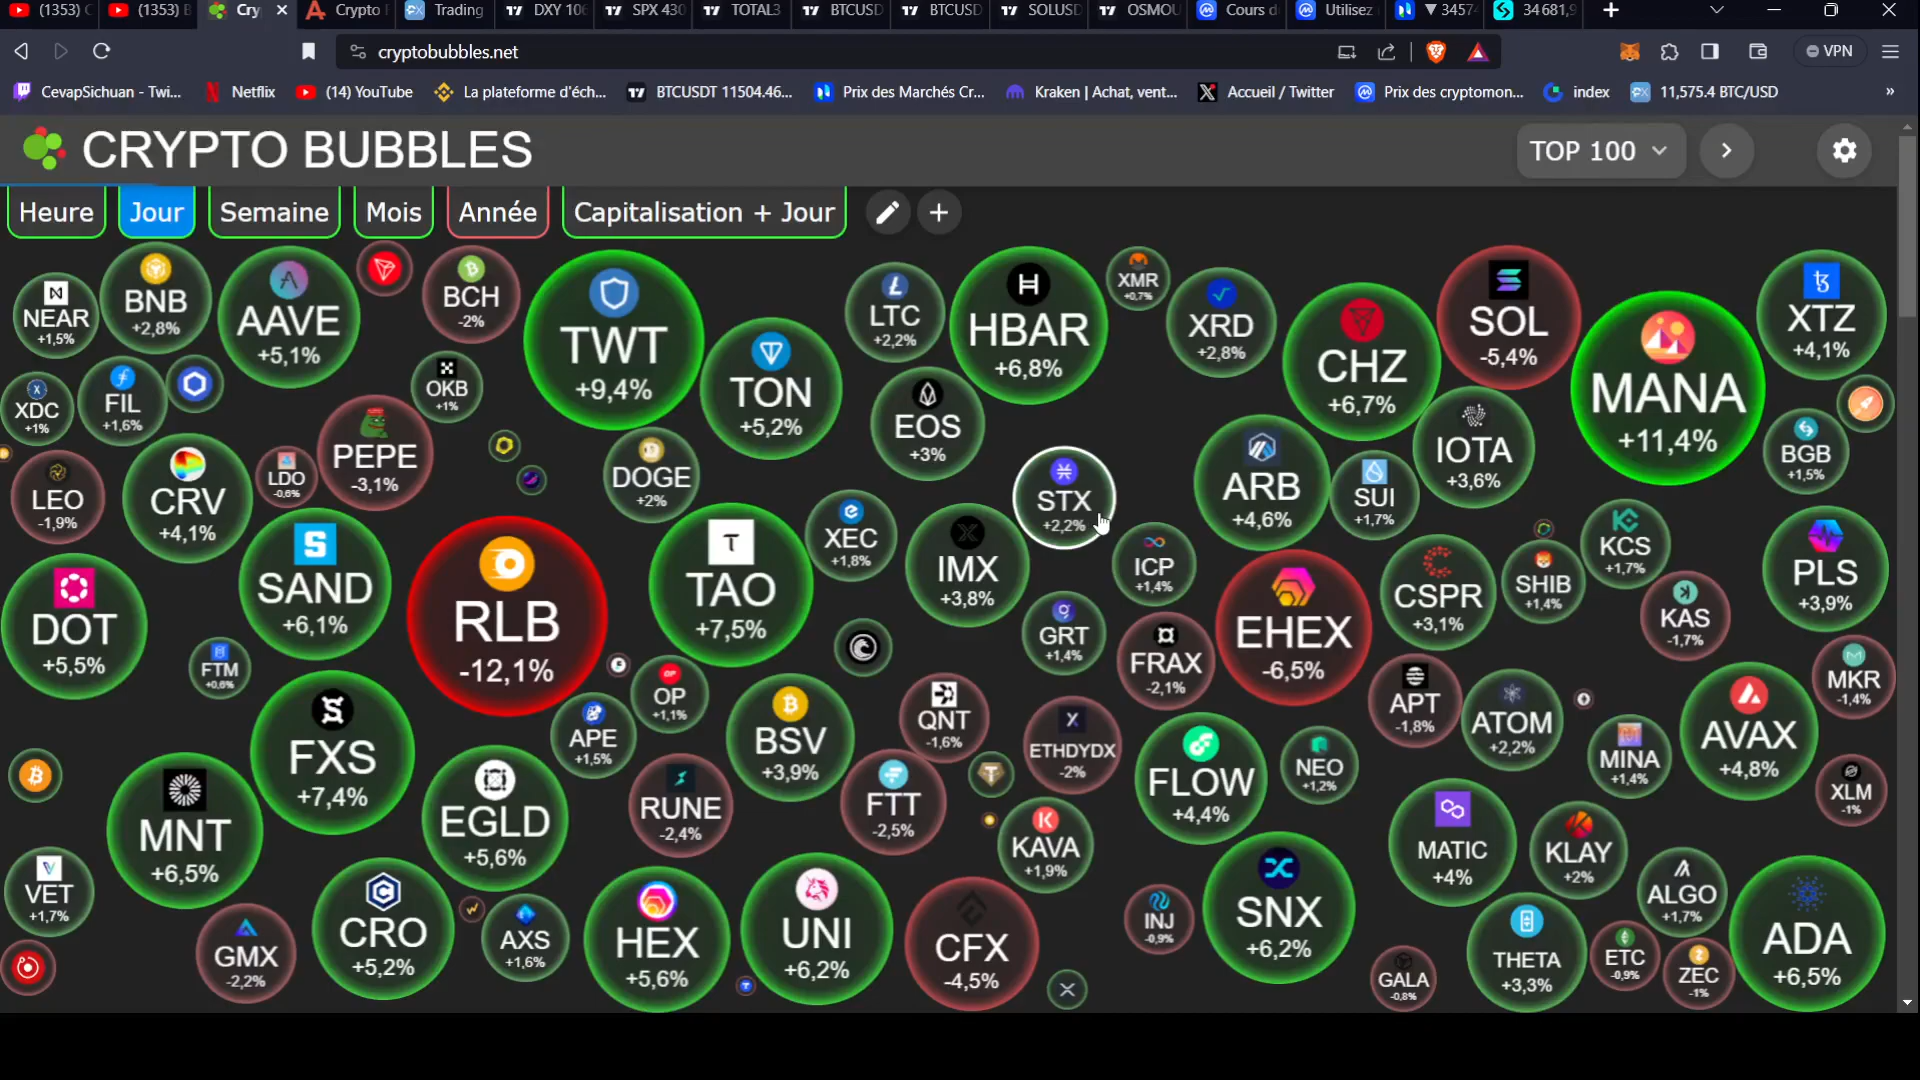 (1353) C
(1353) B
Cry
Crypto
Trading
DXY 106
SPX 430
TOTAL3
BTCUSD
BTCUSD
SOLUSD
OSMOU
Cours d
Utilisez
▼ 34574
34 681,9
cryptobubbles.net
VPN
CevapSichuan - Twi...
Netflix
(14) YouTube
La plateforme d'éch...
BTCUSDT 11504.46...
Prix des Marchés Cr...
Kraken | Achat, vent...
Accueil / Twitter
Prix des cryptomon...
index
11,575.4 BTC/USD
CRYPTO BUBBLES
TOP 100
Heure
Jour
Semaine
Mois
Année
Capitalisation + Jour
NEAR
+1,5%
BNB
+2,8%
AAVE
+5,1%
BCH
-2%
TWT
+9,4%
TON
+5,2%
LTC
+2,2%
HBAR
+6,8%
XMR
+0,7%
XRD
+2,8%
CHZ
+6,7%
SOL
-5,4%
MANA
+11,4%
XTZ
+4,1%
XDC
+1%
FIL
+1,6%
OKB
+1%
EOS
+3%
IOTA
+3,6%
BGB
+1,5%
LEO
-1,9%
CRV
+4,1%
LDO
-0,6%
PEPE
-3,1%
DOGE
+2%
STX
+2,2%
ARB
+4,6%
SUI
+1,7%
DOT
+5,5%
SAND
+6,1%
RLB
-12,1%
TAO
+7,5%
XEC
+1,8%
IMX
+3,8%
ICP
+1,4%
EHEX
-6,5%
CSPR
+3,1%
SHIB
+1,4%
KCS
+1,7%
PLS
+3,9%
FTM
+0,6%
GRT
+1,4%
FRAX
-2,1%
KAS
-1,7%
MKR
-1,4%
FXS
+7,4%
APE
+1,5%
OP
+1,1%
BSV
+3,9%
QNT
-1,6%
ETHDYDX
-2%
FLOW
+4,4%
NEO
+1,2%
APT
-1,8%
ATOM
+2,2%
MINA
+1,4%
AVAX
+4,8%
XLM
-1%
MNT
+6,5%
EGLD
+5,6%
RUNE
-2,4%
FTT
-2,5%
KAVA
+1,9%
MATIC
+4%
KLAY
+2%
VET
+1,7%
GMX
-2,2%
CRO
+5,2%
AXS
+1,6%
HEX
+5,6%
UNI
+6,2%
CFX
-4,5%
INJ
-0,9%
SNX
+6,2%
GALA
-0,8%
THETA
+3,3%
ETC
-0,9%
ALGO
+1,7%
ZEC
-1%
ADA
+6,5%